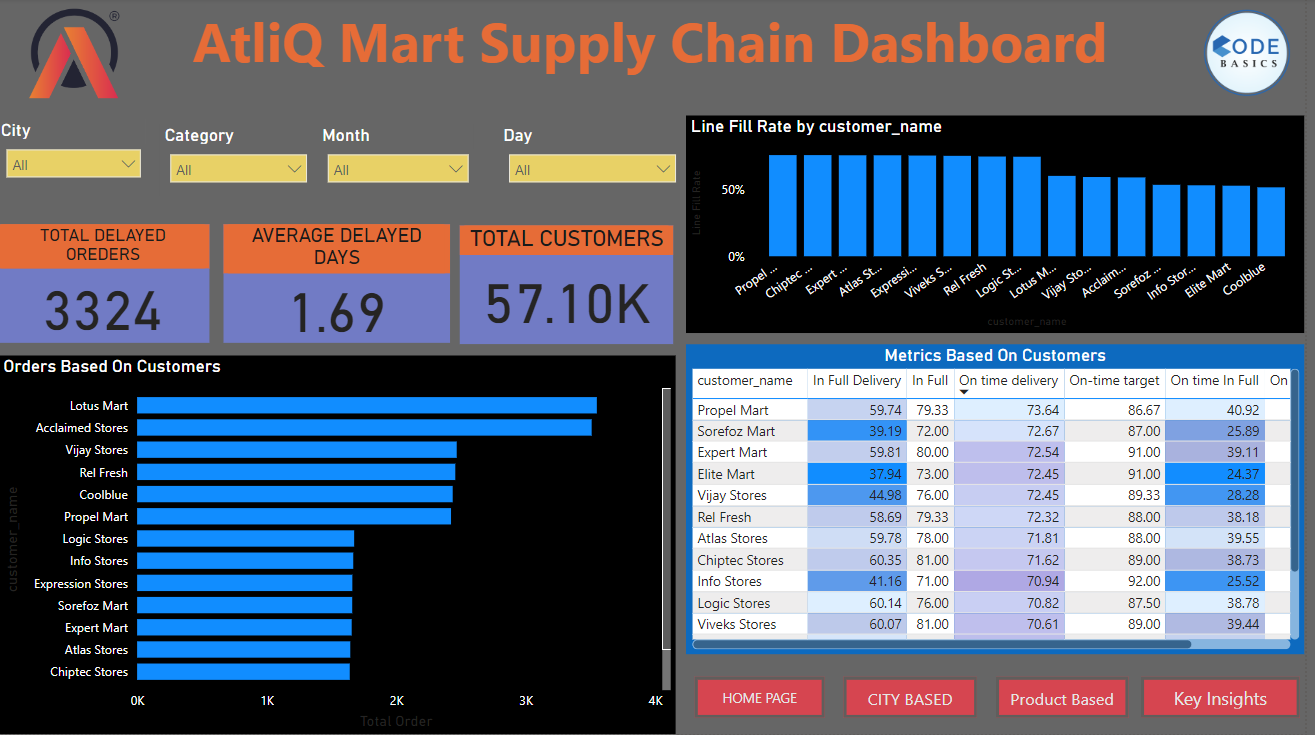 ®
AtliQ Mart Supply Chain Dashboard
CODE
BASICS
City
Category
Month
Day
All
All
All
All
TOTAL DELAYED
OREDERS
3324
AVERAGE DELAYED
DAYS
1.69
TOTAL CUSTOMERS
57.10K
Line Fill Rate by customer_name
Line Fill Rate
50%
0%
Propel ...
Chiptec ...
Expert ...
Atlas St...
Expressi...
Viveks S...
Rel Fresh
Logic St...
Lotus M...
Vijay Sto...
Acclaim...
Sorefoz ...
Info Stor...
Elite Mart
Coolblue
customer_name
Orders Based On Customers
customer_name
Lotus Mart
Acclaimed Stores
Vijay Stores
Rel Fresh
Coolblue
Propel Mart
Logic Stores
Info Stores
Expression Stores
Sorefoz Mart
Expert Mart
Atlas Stores
Chiptec Stores
0K 1K 2K 3K 4K
Total Order
Metrics Based On Customers
customer_name In Full Delivery In Full On time delivery On-time target On time In Full On
Propel Mart 59.74 79.33 73.64 86.67 40.92
Sorefoz Mart 39.19 72.00 72.67 87.00 25.89
Expert Mart 59.81 80.00 72.54 91.00 39.11
Elite Mart 37.94 73.00 72.45 91.00 24.37
Vijay Stores 44.98 76.00 72.45 89.33 28.28
Rel Fresh 58.69 79.33 72.32 88.00 38.18
Atlas Stores 59.78 78.00 71.81 88.00 39.55
Chiptec Stores 60.35 81.00 71.62 89.00 38.73
Info Stores 41.16 71.00 70.94 92.00 25.52
Logic Stores 60.14 76.00 70.82 87.50 38.78
Viveks Stores 60.07 81.00 70.61 89.00 39.44
HOME PAGE
CITY BASED
Product Based
Key Insights